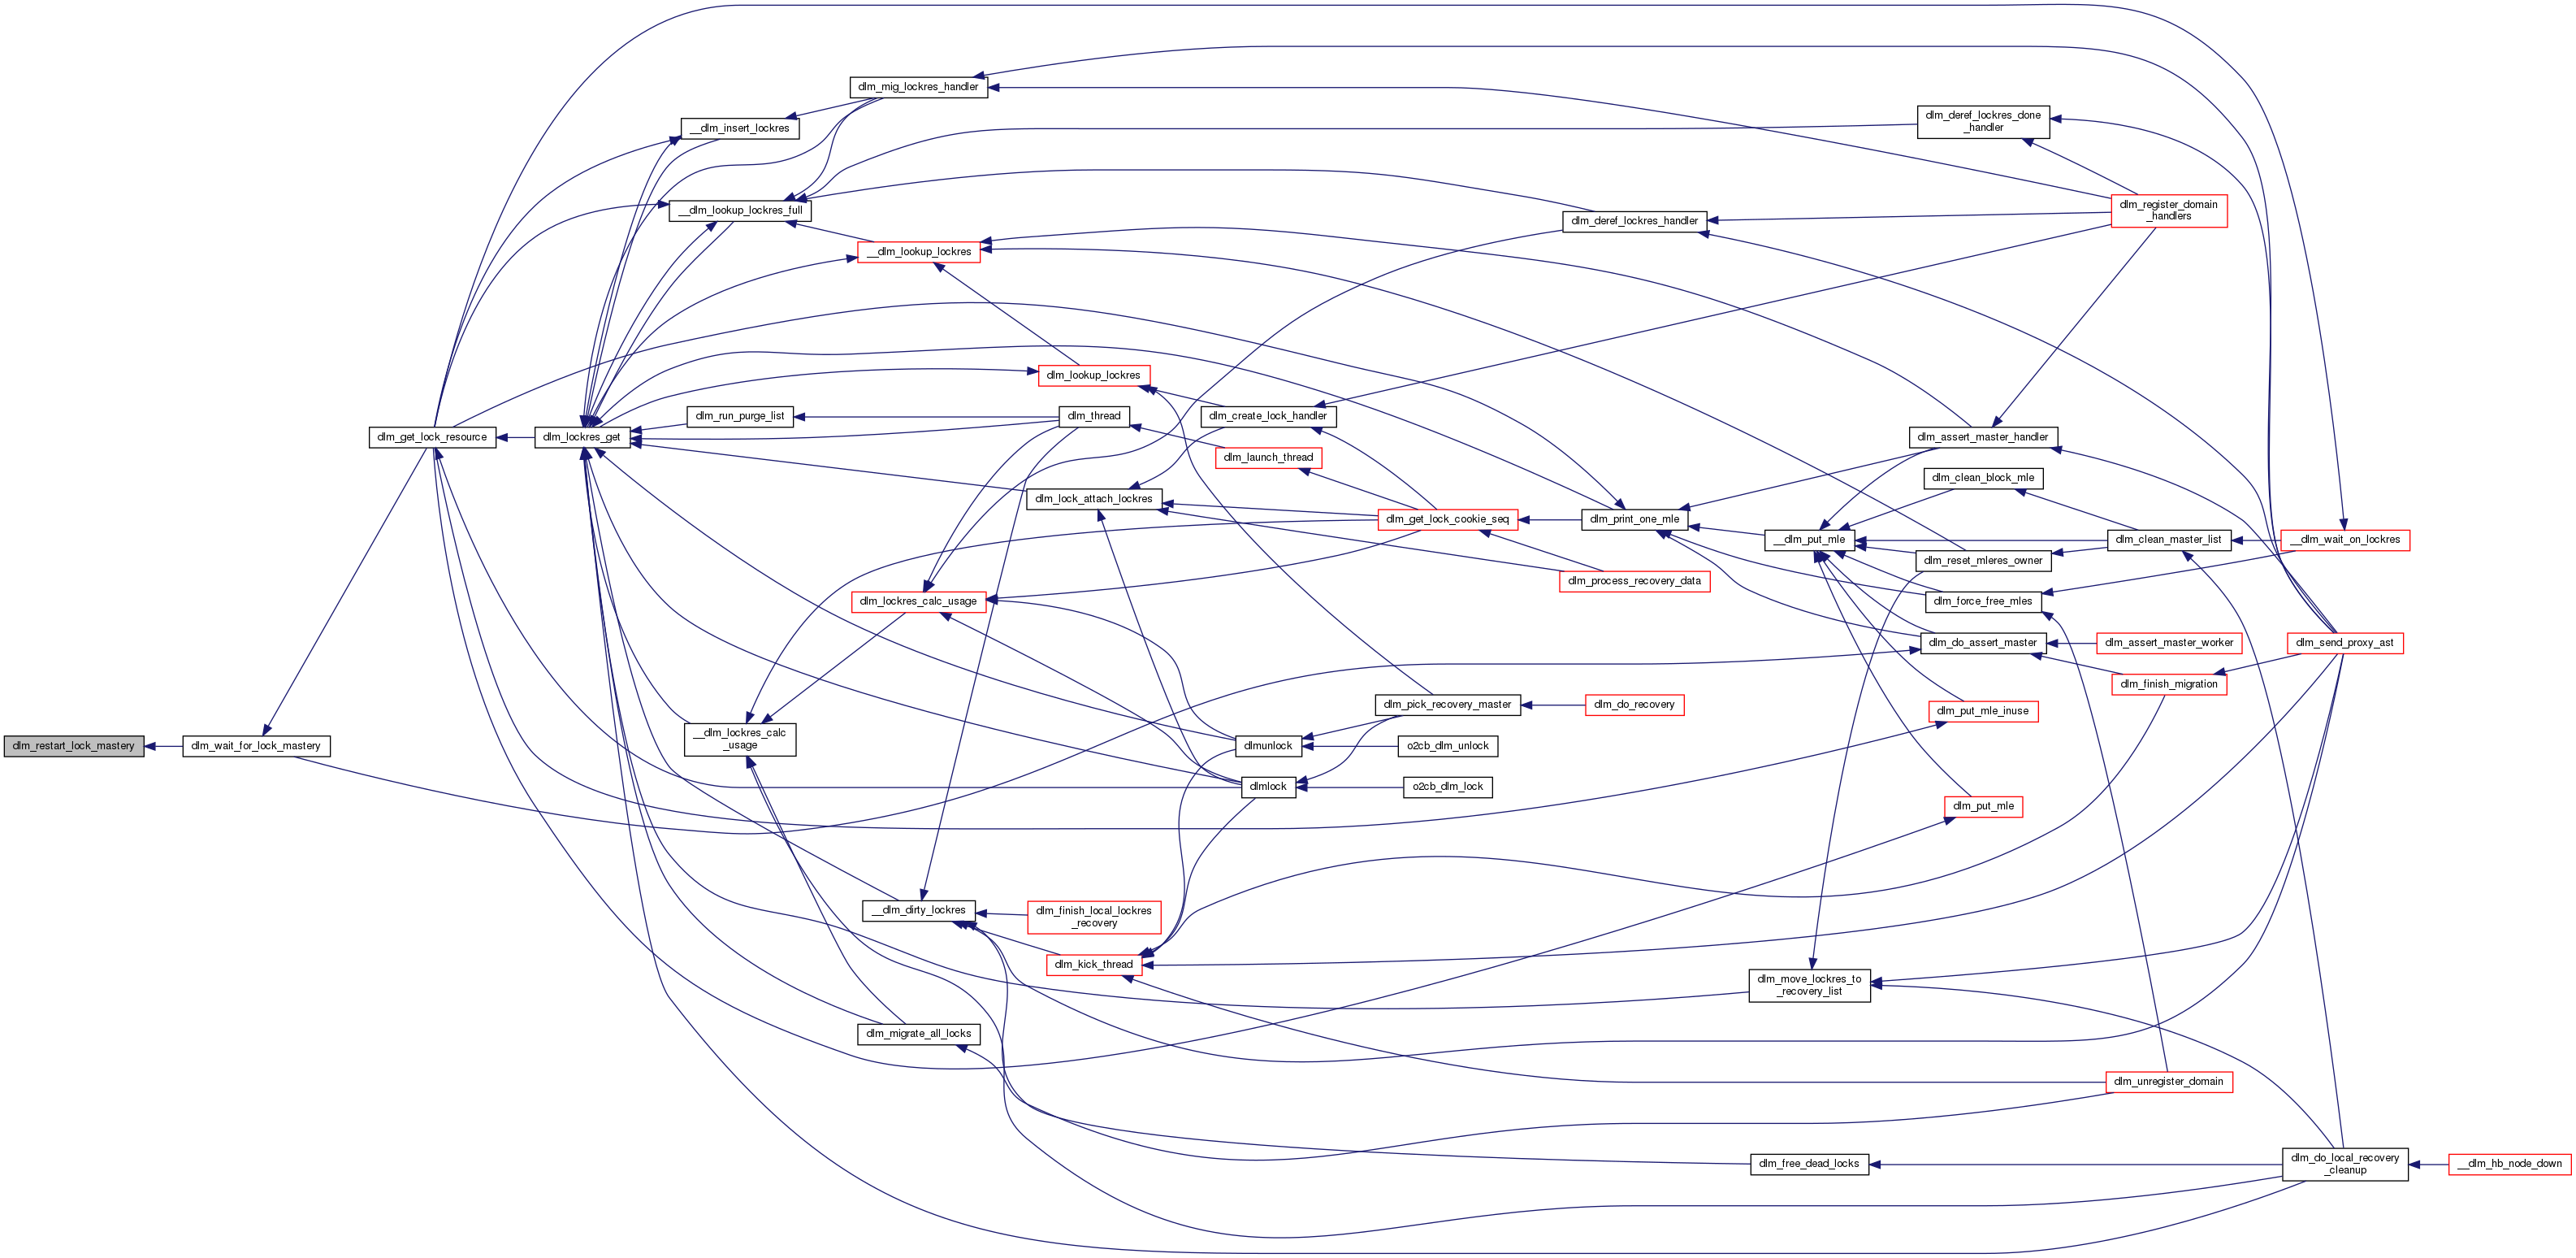 dlm_mig_lockres_handler
__dlm_insert_lockres
dlm_deref_lockres_done
_handler
__dlm_lookup_lockres_full
dlm_register_domain
_handlers
dlm_deref_lockres_handler
__dlm_lookup_lockres
dlm_lookup_lockres
dlm_run_purge_list
dlm_thread
dlm_create_lock_handler
dlm_get_lock_resource
dlm_lockres_get
dlm_assert_master_handler
dlm_launch_thread
dlm_clean_block_mle
dlm_lock_attach_lockres
dlm_get_lock_cookie_seq
dlm_print_one_mle
__dlm_put_mle
dlm_clean_master_list
__dlm_wait_on_lockres
dlm_reset_mleres_owner
dlm_process_recovery_data
dlm_lockres_calc_usage
dlm_force_free_mles
dlm_do_assert_master
dlm_assert_master_worker
dlm_send_proxy_ast
dlm_finish_migration
dlm_pick_recovery_master
dlm_do_recovery
dlm_put_mle_inuse
dlm_restart_lock_mastery
dlm_wait_for_lock_mastery
__dlm_lockres_calc
_usage
dlmunlock
o2cb_dlm_unlock
dlmlock
o2cb_dlm_lock
dlm_put_mle
__dlm_dirty_lockres
dlm_finish_local_lockres
_recovery
dlm_kick_thread
dlm_move_lockres_to
_recovery_list
dlm_migrate_all_locks
dlm_unregister_domain
dlm_free_dead_locks
dlm_do_local_recovery
_cleanup
__dlm_hb_node_down